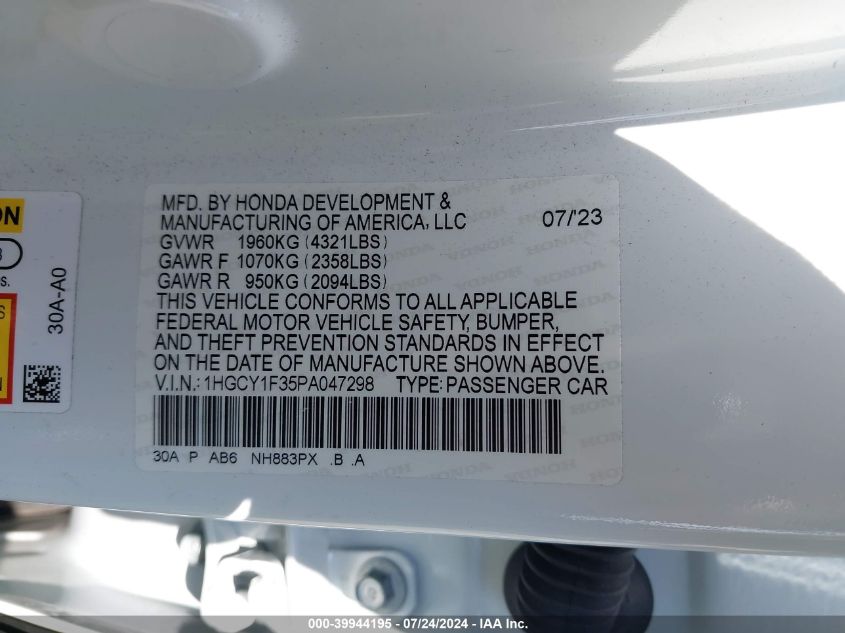 MFD. BY HONDA DEVELOPMENT &
MANUFACTURING OF AMERICA, LLC 07/'23
GVWR 1960KG (4321LBS)
GAWR F 1070KG (2358LBS)
GAWR R 950KG (2094LBS)
THIS VEHICLE CONFORMS TO ALL APPLICABLE
FEDERAL MOTOR VEHICLE SAFETY, BUMPER,
AND THEFT PREVENTION STANDARDS IN EFFECT
ON THE DATE OF MANUFACTURE SHOWN ABOVE.
V.I.N.: 1HGCY1F35PA047298 TYPE: PASSENGER CAR
30A P AB6 NH883PX .B .A
30A-A0
000-39944195 - 07/24/2024 - IAA Inc.